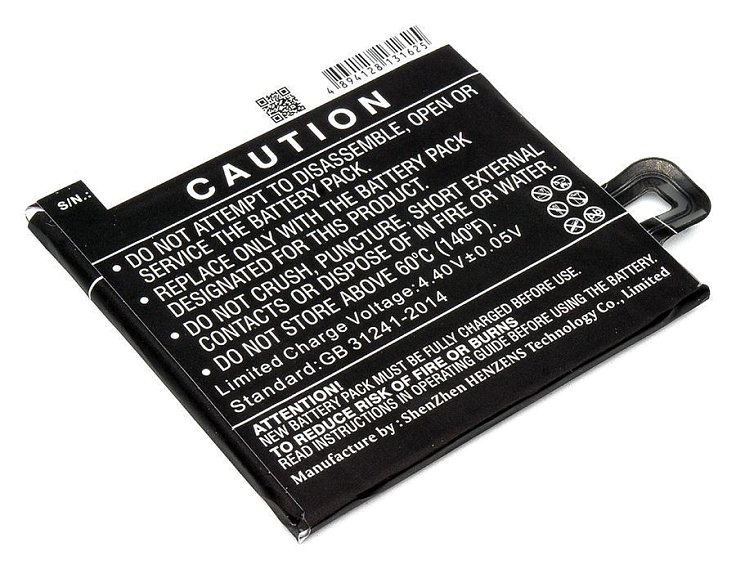 4 894128 131625
S/N.:
CAUTION
• DO NOT ATTEMPT TO DISASSEMBLE, OPEN OR
SERVICE THE BATTERY PACK.
• REPLACE ONLY WITH THE BATTERY PACK
DESIGNATED FOR THIS PRODUCT.
• DO NOT CRUSH, PUNCTURE, SHORT EXTERNAL
CONTACTS OR DISPOSE OF IN FIRE OR WATER.
• DO NOT STORE ABOVE 60°C (140°F)
Limited Charge Voltage:4.40V±0.05V
Standard:GB 31241-2014
ATTENTION!
NEW BATTERY PACK MUST BE FULLY CHARGED BEFORE USING
TO REDUCE RISK OF FIRE OR BURNS
READ INSTRUCTIONS IN OPERATING GUIDE BEFORE USING THE BATTERY.
Manufacture by : ShenZhen HENZENS Technology Co., Limited